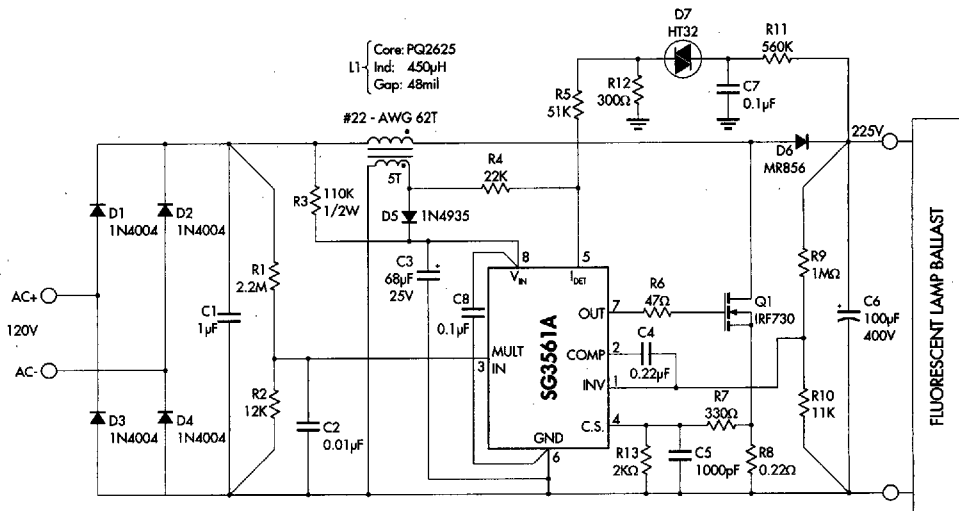 D7
HT32
R11
560K
L1
Core: PQ2625
Ind: 450µH
Gap: 48mil
R12
300Ω
C7
0.1µF
R5
51K
#22 - AWG 62T
225V
D6
MR856
5T
R4
22K
R3
110K
1/2W
D1
1N4004
D2
1N4004
D5
1N4935
C3
68µF
25V
+
8
5
V_IN
I_DET
R9
1MΩ
R1
2.2M
AC+
120V
AC-
C1
1µF
C8
0.1µF
SG3561A
OUT
7
R6
47Ω
Q1
IRF730
+
C6
100µF
400V
MULT
IN
3
COMP
2
C4
0.22µF
INV
1
R2
12K
C.S.
4
R7
330Ω
R10
11K
D3
1N4004
D4
1N4004
C2
0.01µF
GND
6
R13
2KΩ
C5
1000pF
R8
0.22Ω
FLUORESCENT LAMP BALLAST